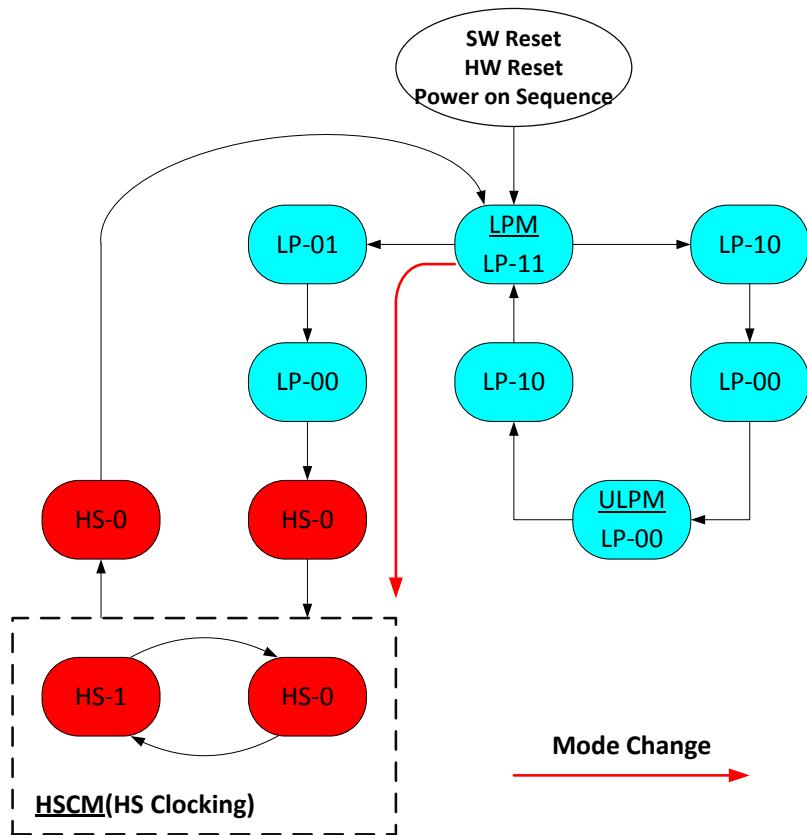 SW Reset
HW Reset
Power on Sequence
LP-01
LPM
LP-11
LP-10
LP-00
LP-10
LP-00
HS-0
HS-0
ULPM
LP-00
HS-1
HS-0
Mode Change
HSCM(HS Clocking)